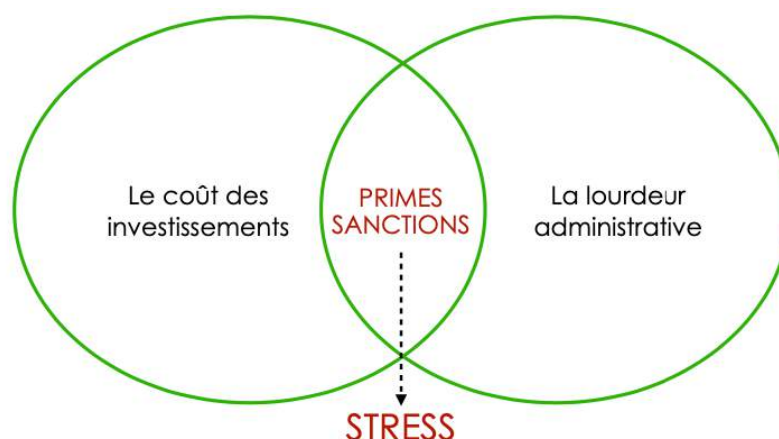 Le coût des
investissements
PRIMES
SANCTIONS
La lourdeur
administrative
STRESS